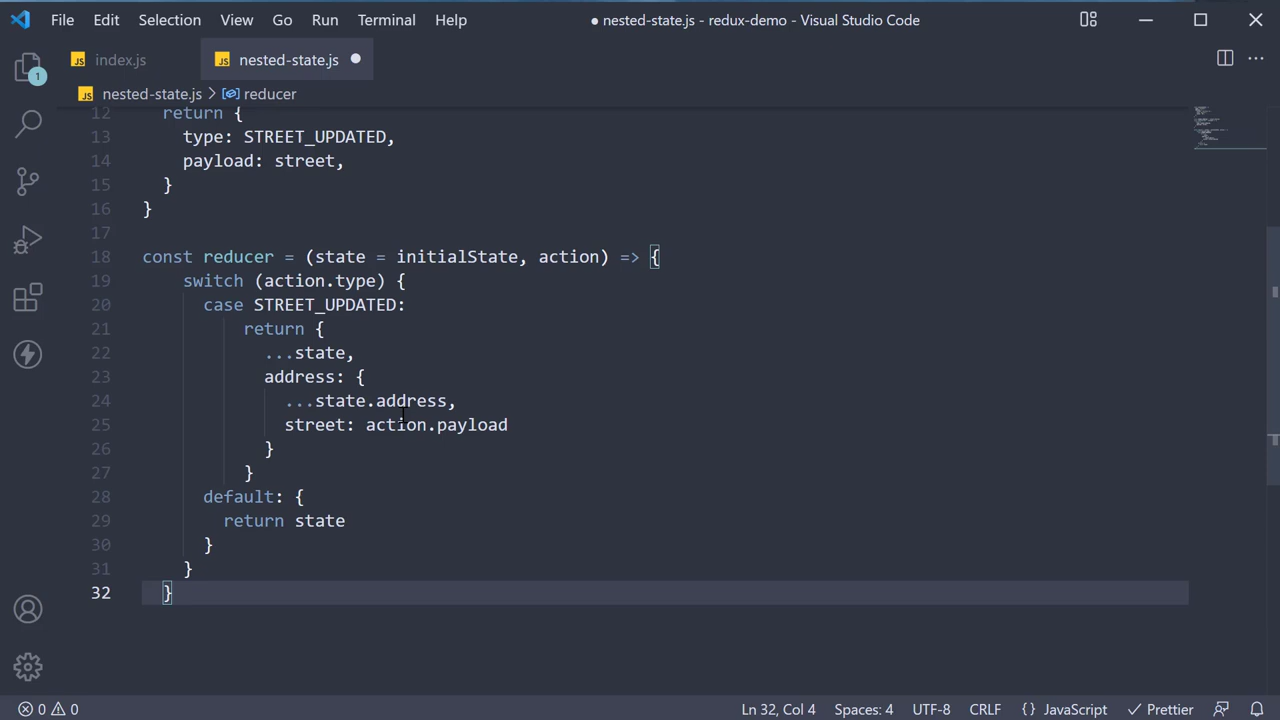 File Edit Selection View Go Run Terminal Help ● nested-state.js - redux-demo - Visual Studio Code
JS index.js JS nested-state.js ●
1
JS nested-state.js > reducer
12 return {
13 type: STREET_UPDATED,
14 payload: street,
15 }
16 }
17
18 const reducer = (state = initialState, action) => {
19 switch (action.type) {
20 case STREET_UPDATED:
21 return {
22 ...state,
23 address: {
24 ...state.address,
25 street: action.payload
26 }
27 }
28 default: {
29 return state
30 }
31 }
32 }
0 0 Ln 32, Col 4 Spaces: 4 UTF-8 CRLF {} JavaScript ✓ Prettier